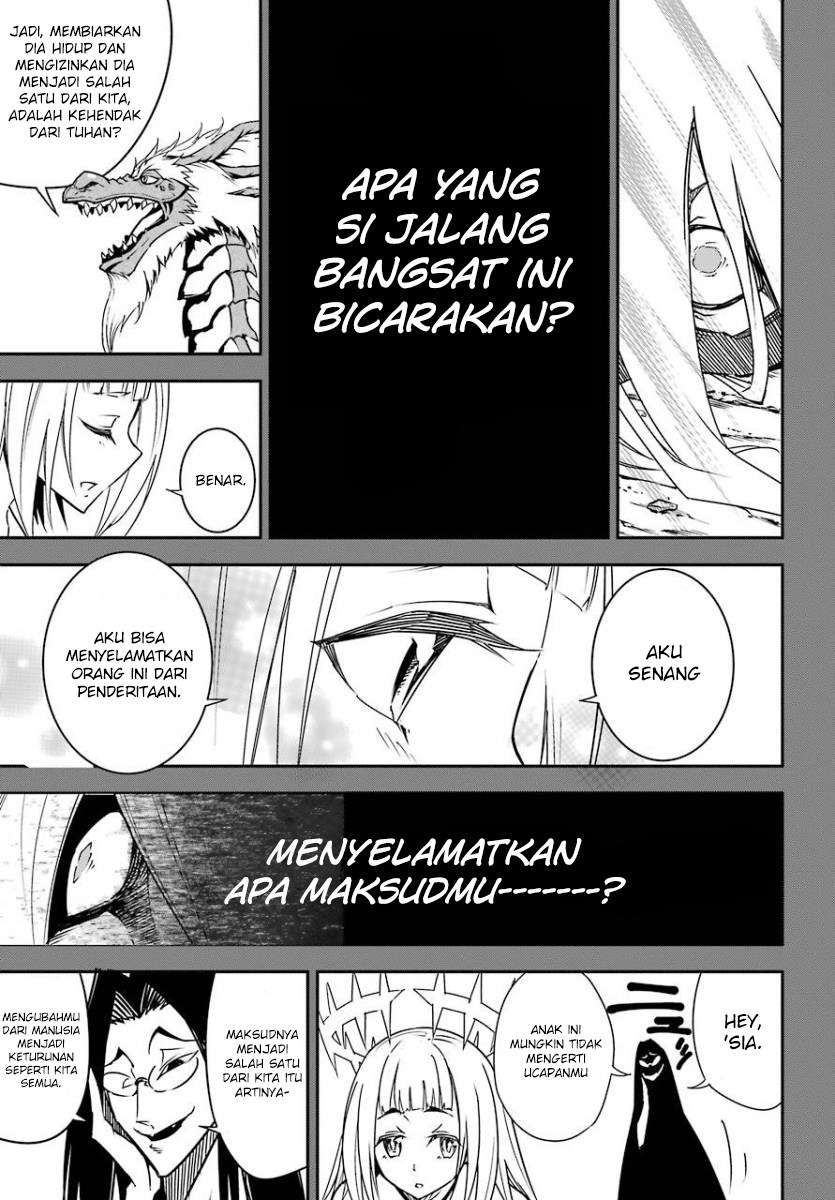 APA YANG
SI JALANG
BANGSAT INI
BICARAKAN?
JADI, MEMBIARKAN
DIA HIDUP DAN
MENGIZINKAN DIA
MENJADI SALAH
SATU DARI KITA,
ADALAH KEHENDAK
DARI TUHAN?
BENAR.
AKU
SENANG
AKU BISA
MENYELAMATKAN
ORANG INI DARI
PENDERITAAN.
MENYELAMATKAN
APA MAKSUDMU-------?
HEY,
'SIA.
ANAK INI
MUNGKIN TIDAK
MENGERTI
UCAPANMU
MAKSUDNYA
MENJADI
SALAH SATU
DARI KITA ITU
ARTINYA-
MENGUBAHMU
DARI MANUSIA
MENJADI
KETURUNAN
SEPERTI KITA
SEMUA.